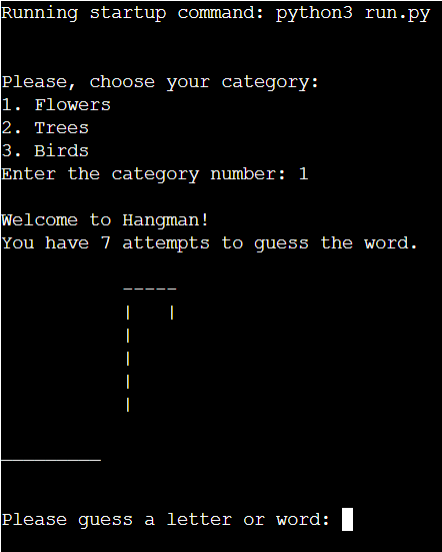 Running startup command: python3 run.py
Please, choose your category:
1. Flowers
2. Trees
3. Birds
Enter the category number: 1
Welcome to Hangman!
You have 7 attempts to guess the word.
-----
|   |
|
|
|
|
_________
Please guess a letter or word: